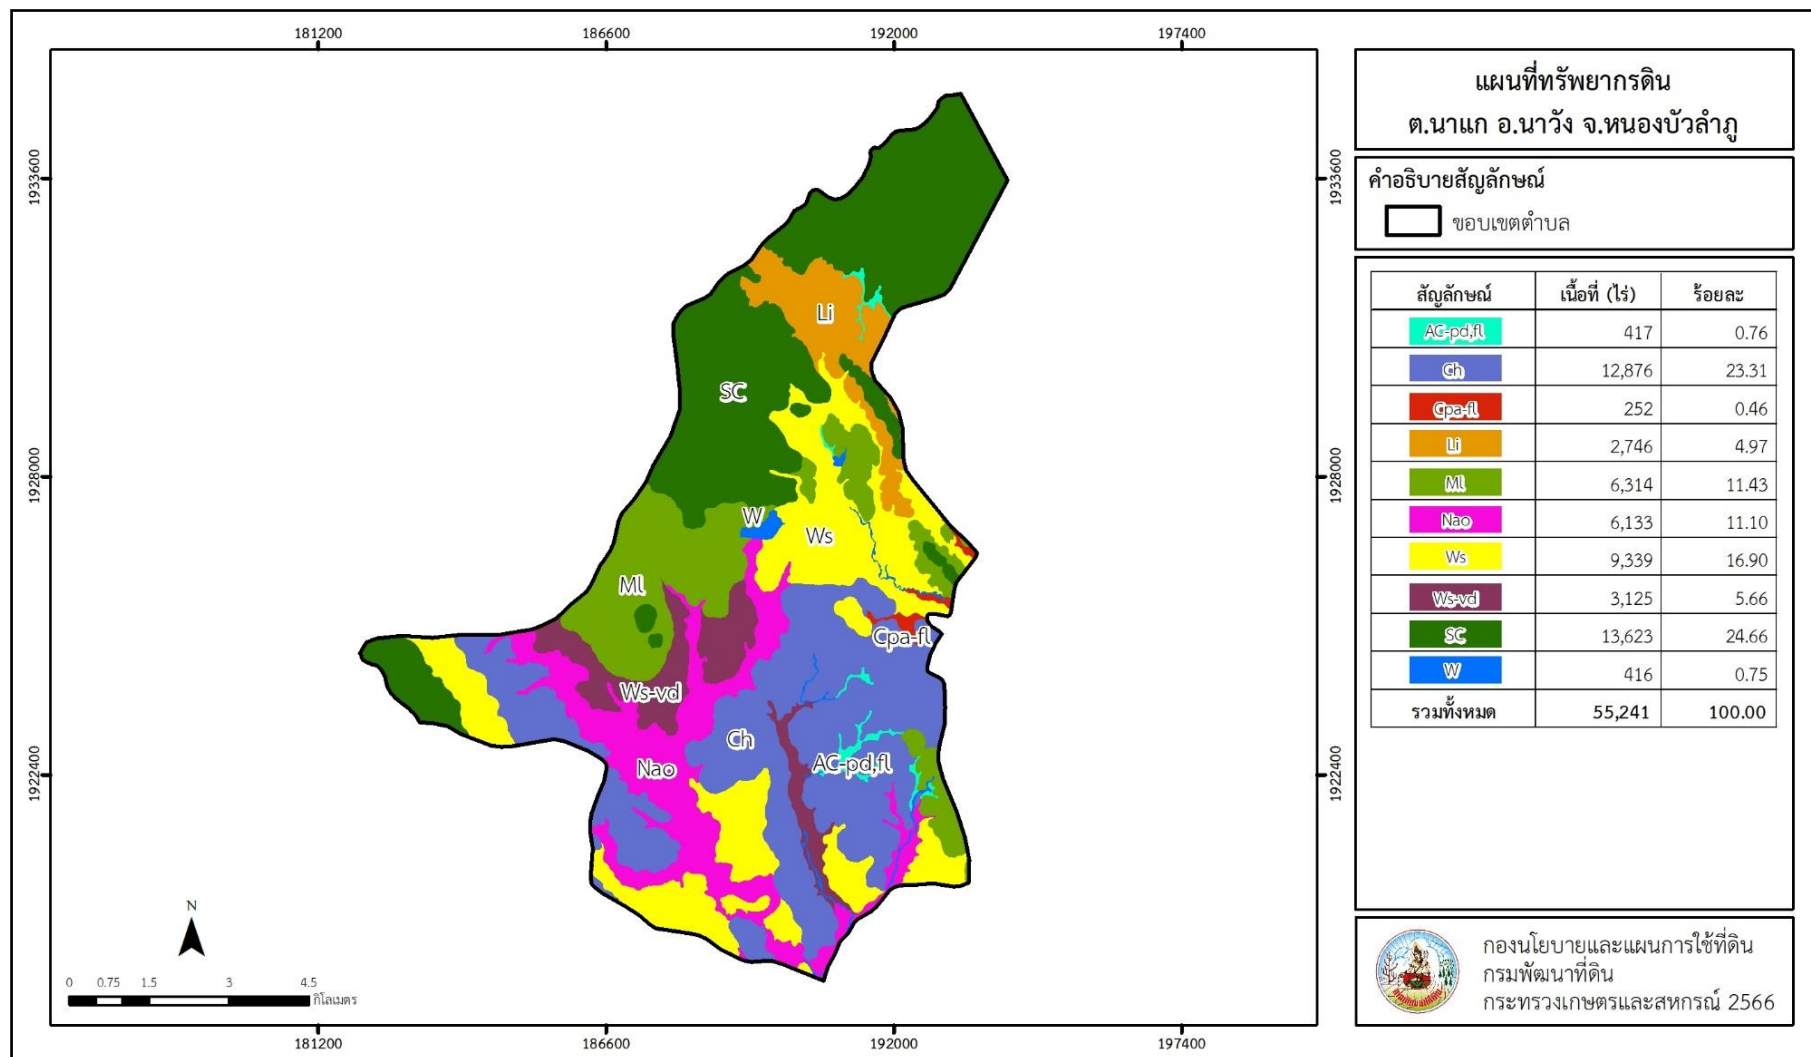 181200 186600 192000 197400
1933600 1933600
1928000 1928000
1922400 1922400
181200 186600 192000 197400
Li
SC
W
Ws
Ml
Cpa-fl
Ws-vd
Ch
Nao
AC-pd,fl
N
0 0.75 1.5 3 4.5
กิโลเมตร
แผนที่ทรัพยากรดิน
ต.นาแก อ.นาวัง จ.หนองบัวลำภู
คำอธิบายสัญลักษณ์
ขอบเขตตำบล
สัญลักษณ์ เนื้อที่ (ไร่) ร้อยละ
AC-pd,fl 417 0.76
Ch 12,876 23.31
Cpa-fl 252 0.46
Li 2,746 4.97
Ml 6,314 11.43
Nao 6,133 11.10
Ws 9,339 16.90
Ws-vd 3,125 5.66
SC 13,623 24.66
W 416 0.75
รวมทั้งหมด 55,241 100.00
กองนโยบายและแผนการใช้ที่ดิน
กรมพัฒนาที่ดิน
กระทรวงเกษตรและสหกรณ์ 2566